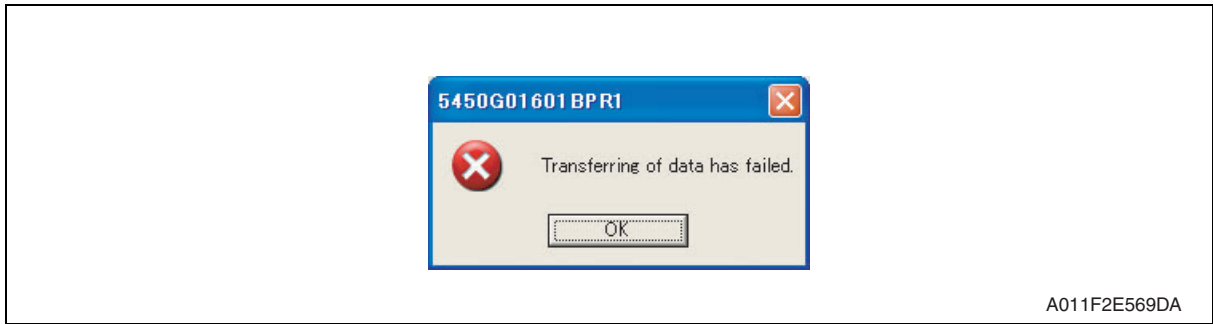 5450G01601BPR1
Transferring of data has failed.
OK
A011F2E569DA